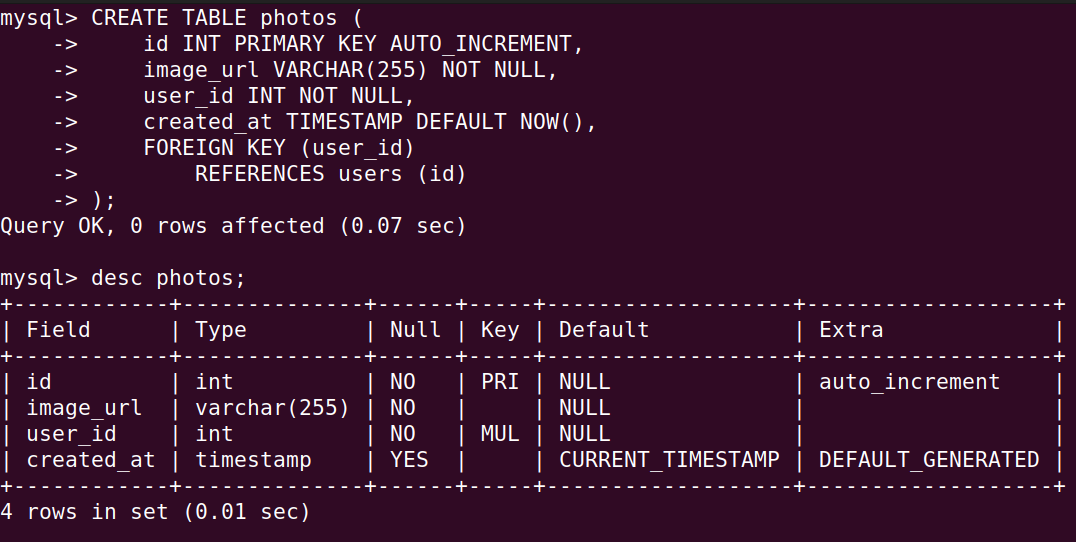 mysql> CREATE TABLE photos (
    ->     id INT PRIMARY KEY AUTO_INCREMENT,
    ->     image_url VARCHAR(255) NOT NULL,
    ->     user_id INT NOT NULL,
    ->     created_at TIMESTAMP DEFAULT NOW(),
    ->     FOREIGN KEY (user_id)
    ->         REFERENCES users (id)
    -> );
Query OK, 0 rows affected (0.07 sec)

mysql> desc photos;
+------------+--------------+------+-----+-------------------+-------------------+
| Field      | Type         | Null | Key | Default           | Extra             |
+------------+--------------+------+-----+-------------------+-------------------+
| id         | int          | NO   | PRI | NULL              | auto_increment    |
| image_url  | varchar(255) | NO   |     | NULL              |                   |
| user_id    | int          | NO   | MUL | NULL              |                   |
| created_at | timestamp    | YES  |     | CURRENT_TIMESTAMP | DEFAULT_GENERATED |
+------------+--------------+------+-----+-------------------+-------------------+
4 rows in set (0.01 sec)